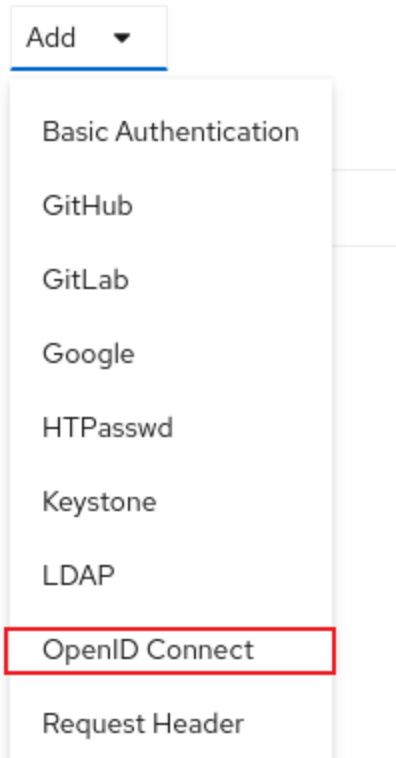 Add
Basic Authentication
GitHub
GitLab
Google
HTPasswd
Keystone
LDAP
OpenID Connect
Request Header